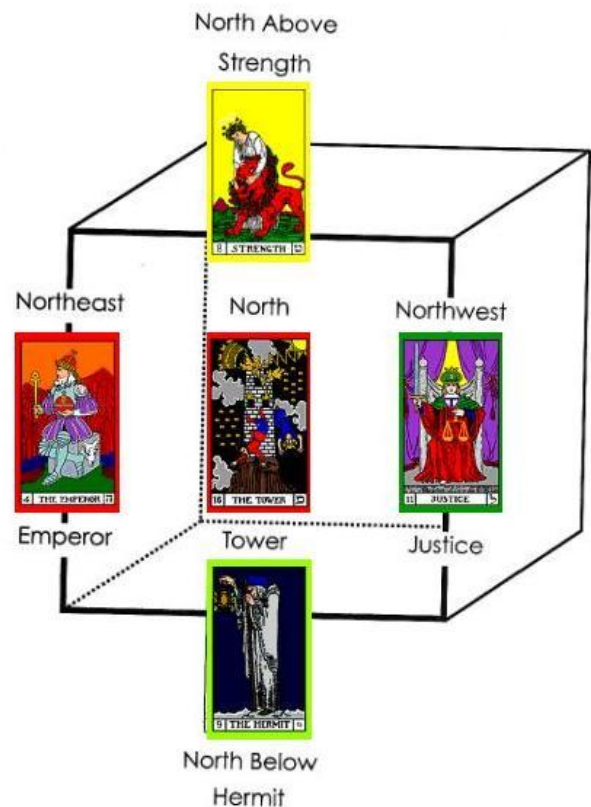 North Above
Strength
8 STRENGTH ט
Northeast
North
Northwest
4 THE EMPEROR ה
16 THE TOWER פ
11 JUSTICE ל
Emperor
Tower
Justice
9 THE HERMIT י
North Below
Hermit